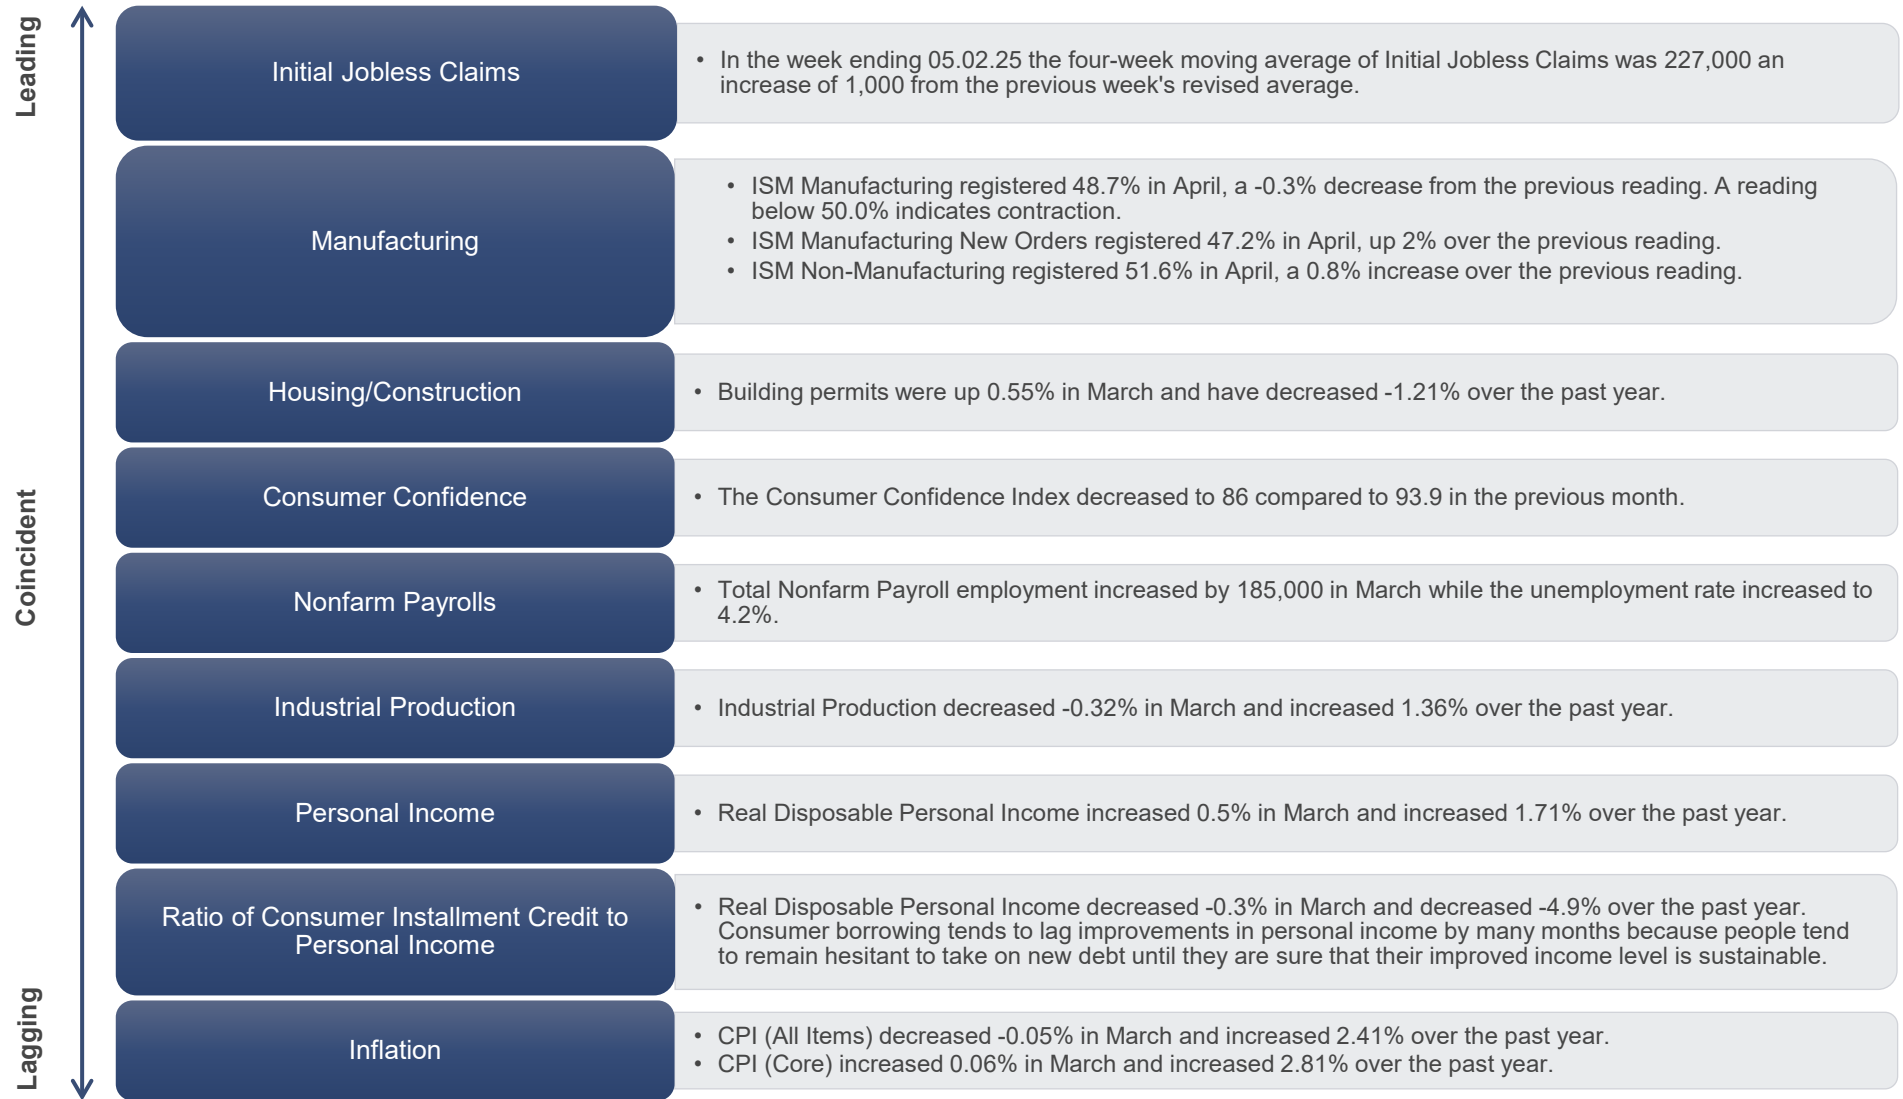 Leading
Initial Jobless Claims
• In the week ending 05.02.25 the four-week moving average of Initial Jobless Claims was 227,000 an
increase of 1,000 from the previous week's revised average.
Manufacturing
• ISM Manufacturing registered 48.7% in April, a -0.3% decrease from the previous reading. A reading
below 50.0% indicates contraction.
• ISM Manufacturing New Orders registered 47.2% in April, up 2% over the previous reading.
• ISM Non-Manufacturing registered 51.6% in April, a 0.8% increase over the previous reading.
Housing/Construction
• Building permits were up 0.55% in March and have decreased -1.21% over the past year.
Coincident
Consumer Confidence
• The Consumer Confidence Index decreased to 86 compared to 93.9 in the previous month.
Nonfarm Payrolls
• Total Nonfarm Payroll employment increased by 185,000 in March while the unemployment rate increased to
4.2%.
Industrial Production
• Industrial Production decreased -0.32% in March and increased 1.36% over the past year.
Personal Income
• Real Disposable Personal Income increased 0.5% in March and increased 1.71% over the past year.
Ratio of Consumer Installment Credit to
Personal Income
• Real Disposable Personal Income decreased -0.3% in March and decreased -4.9% over the past year.
Consumer borrowing tends to lag improvements in personal income by many months because people tend
to remain hesitant to take on new debt until they are sure that their improved income level is sustainable.
Lagging
Inflation
• CPI (All Items) decreased -0.05% in March and increased 2.41% over the past year.
• CPI (Core) increased 0.06% in March and increased 2.81% over the past year.